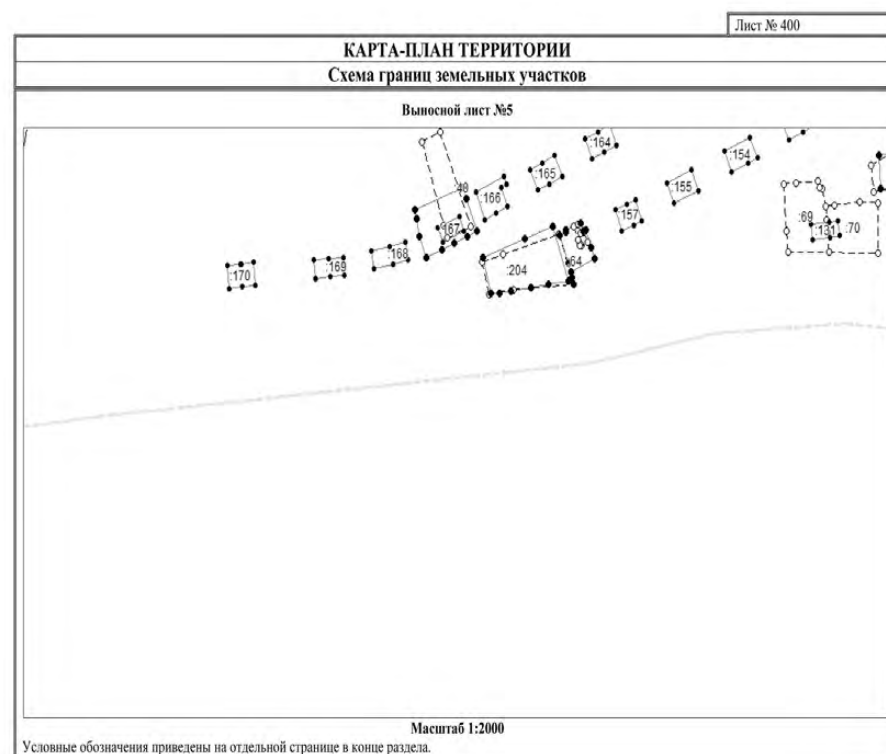 Лист № 400
КАРТА-ПЛАН ТЕРРИТОРИИ
Схема границ земельных участков
Выносной лист №5
:164
:154
:165
:48
:166
:155
:157
:69
:70
:131
:167
:168
:64
:204
:169
:170
Масштаб 1:2000
Условные обозначения приведены на отдельной странице в конце раздела.